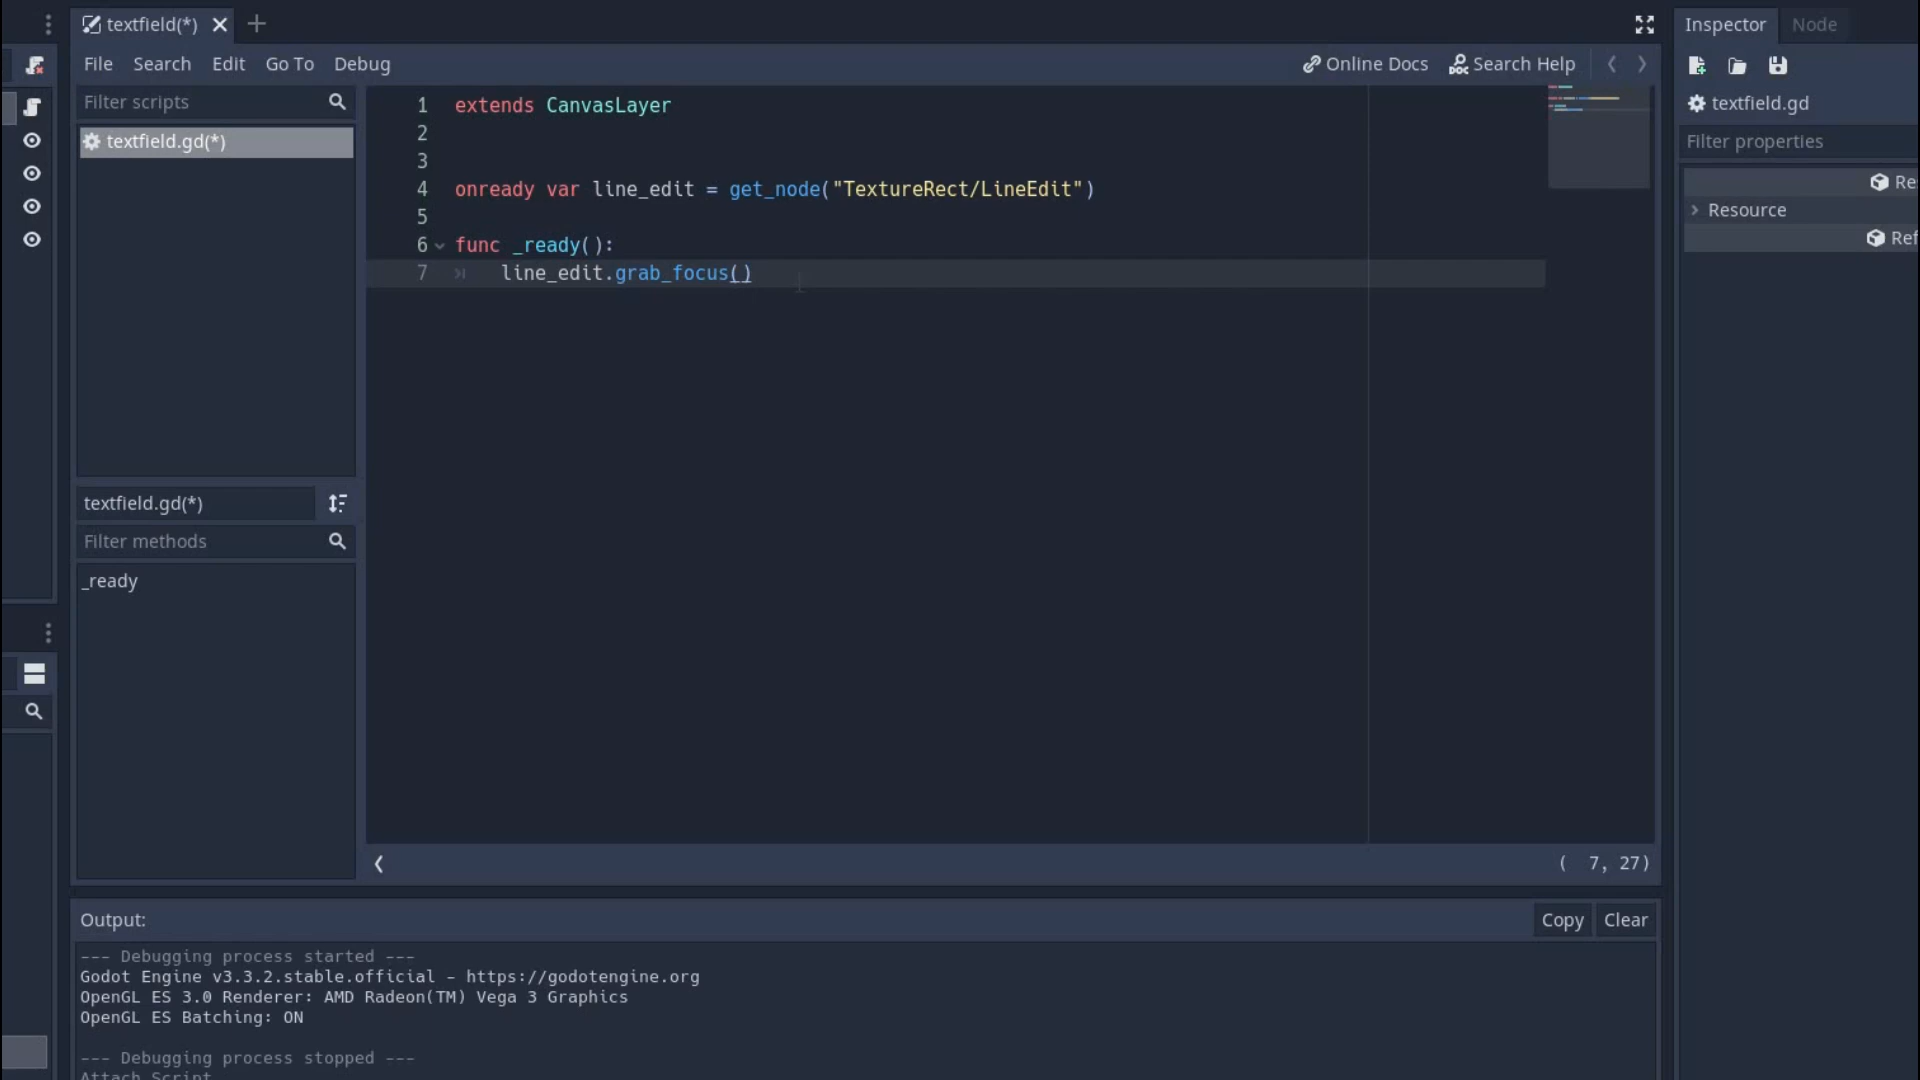 textfield(*)
Inspector
Node
File Search Edit Go To Debug
Online Docs
Search Help
Filter scripts
textfield.gd(*)
textfield.gd(*)
Filter methods
_ready
1 extends CanvasLayer
2
3
4 onready var line_edit = get_node("TextureRect/LineEdit")
5
6 func _ready():
7 line_edit.grab_focus()
( 7, 27)
textfield.gd
Filter properties
Re
Resource
Ref
Output:
Copy
Clear
--- Debugging process started ---
Godot Engine v3.3.2.stable.official - https://godotengine.org
OpenGL ES 3.0 Renderer: AMD Radeon(TM) Vega 3 Graphics
OpenGL ES Batching: ON
--- Debugging process stopped ---
Attach Script